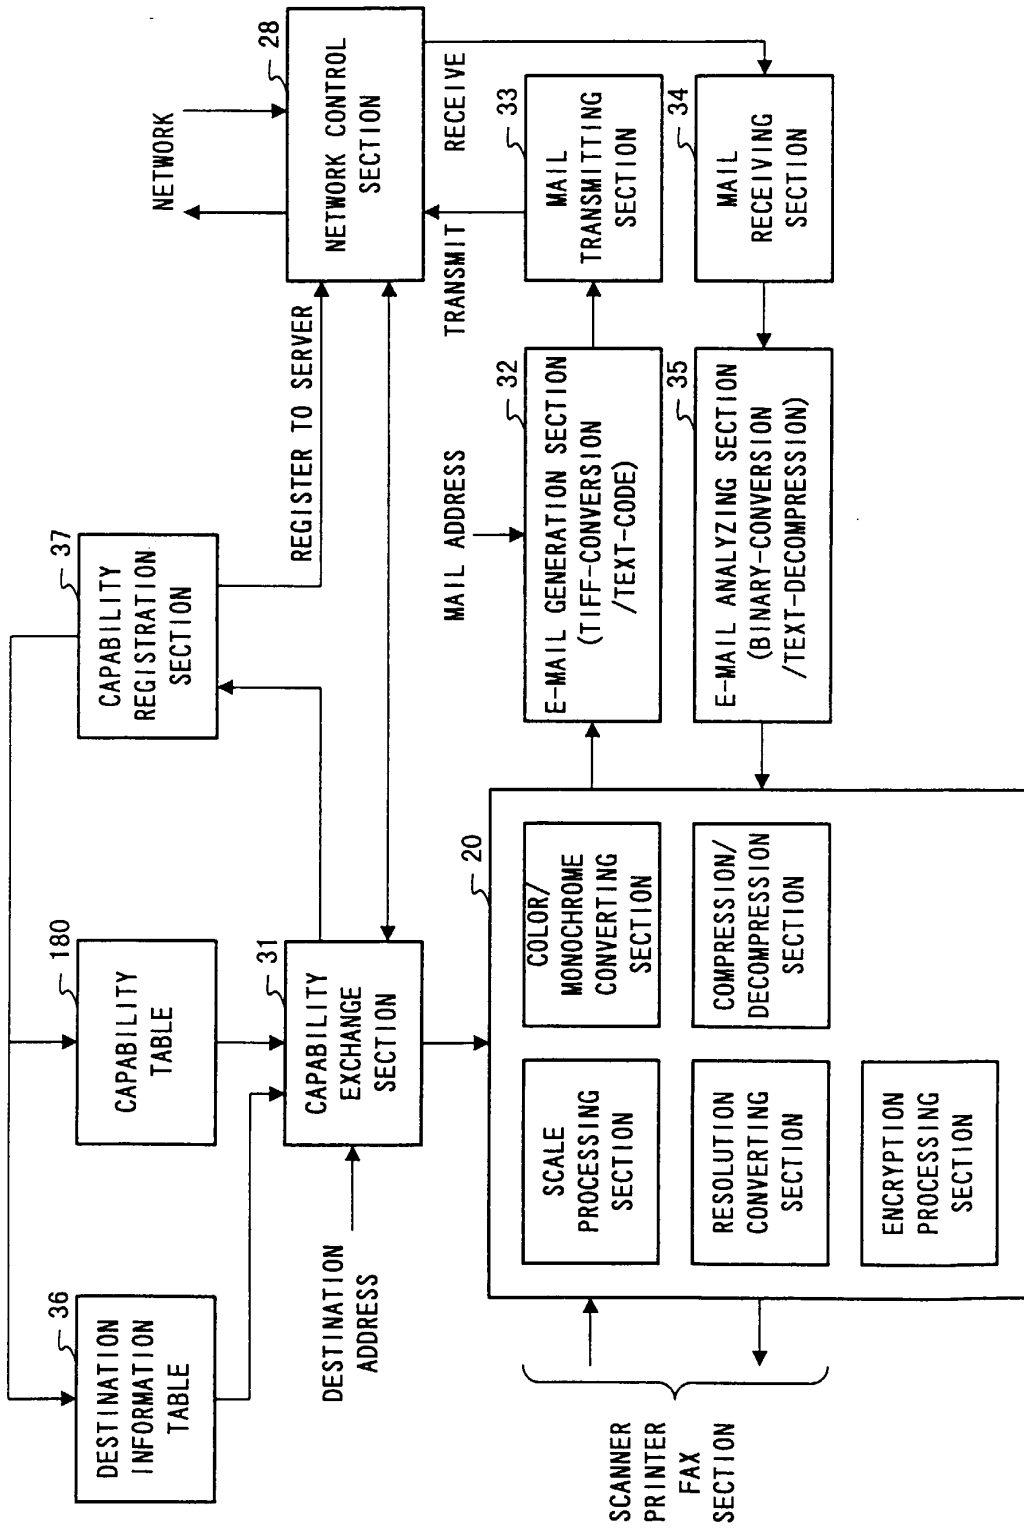 DESTINATION
INFORMATION
TABLE
36
CAPABILITY
TABLE
180
CAPABILITY
REGISTRATION
SECTION
37
NETWORK
REGISTER TO SERVER
DESTINATION
ADDRESS
CAPABILITY
EXCHANGE
SECTION
31
NETWORK CONTROL
SECTION
28
MAIL ADDRESS
TRANSMIT
RECEIVE
SCANNER
PRINTER
FAX
SECTION
20
SCALE
PROCESSING
SECTION
COLOR/
MONOCHROME
CONVERTING
SECTION
RESOLUTION
CONVERTING
SECTION
COMPRESSION/
DECOMPRESSION
SECTION
ENCRYPTION
PROCESSING
SECTION
E-MAIL GENERATION SECTION
(TIFF-CONVERSION
/TEXT-CODE)
32
MAIL
TRANSMITTING
SECTION
33
E-MAIL ANALYZING SECTION
(BINARY-CONVERSION
/TEXT-DECOMPRESSION)
35
MAIL
RECEIVING
SECTION
34